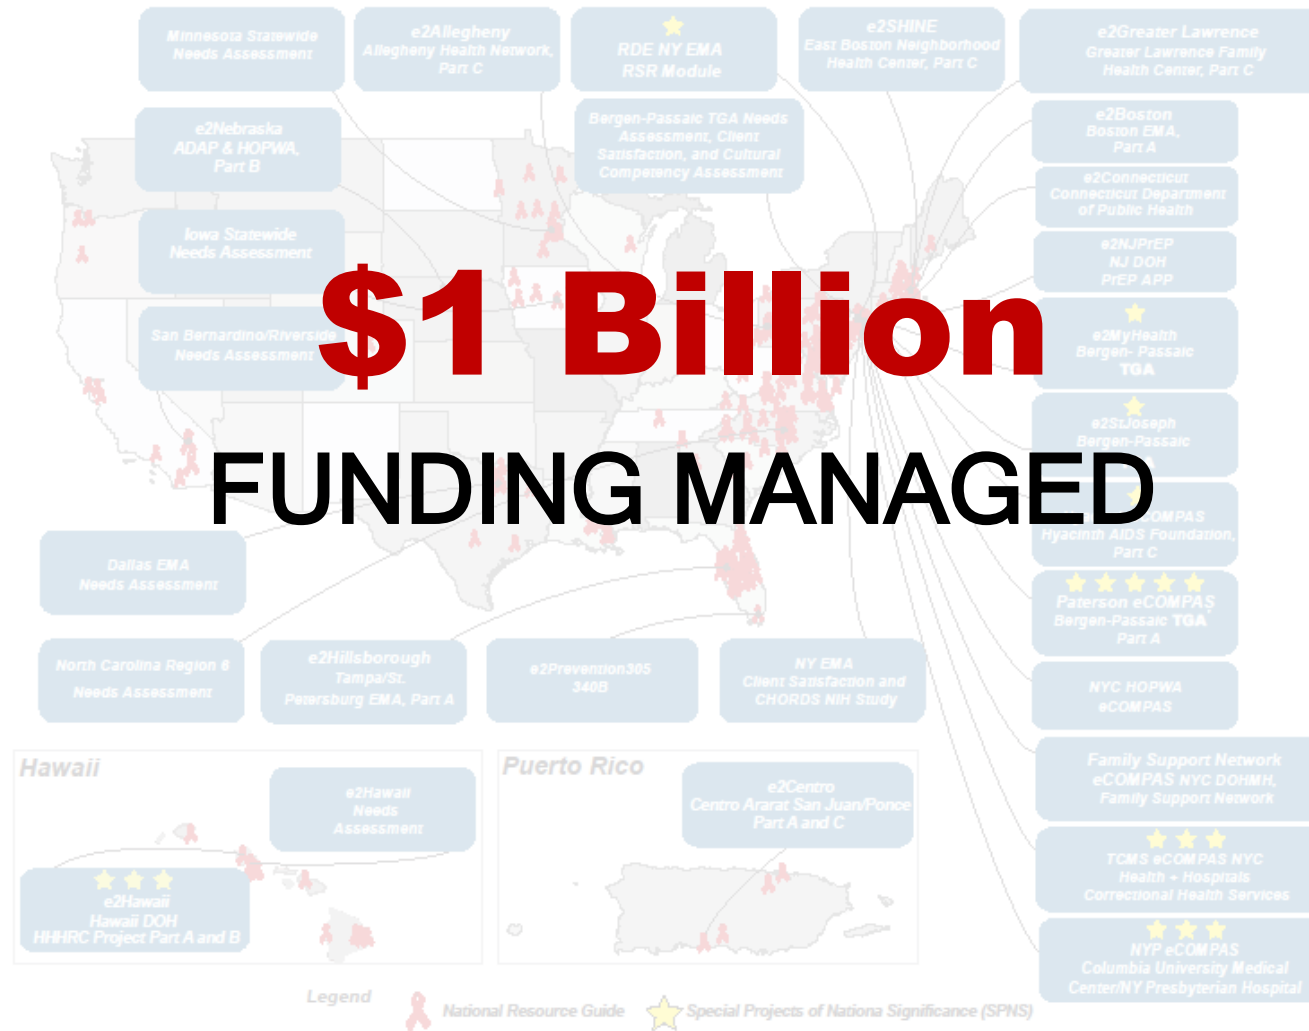 Minnesota Statewide
Needs Assessment
e2Allegheny
Allegheny Health Network,
Part C
RDE NY EMA
RSR Module
e2SHINE
East Boston Neighborhood
Health Center, Part C
e2Greater Lawrence
Greater Lawrence Family
Health Center, Part C
e2Nebraska
ADAP & HOPWA,
Part B
Bergen-Passaic TGA Needs
Assessment, Client
Satisfaction, and Cultural
Competency Assessment
e2Boston
Boston EMA,
Part A
e2Connecticut
Connecticut Department
of Public Health
Iowa Statewide
Needs Assessment
e2NJPrEP
NJ DOH
PrEP APP
San Bernardino/Riverside
Needs Assessment
$1 Billion
FUNDING MANAGED
e2MyHealth
Bergen- Passaic
TGA
e2StJoseph
Bergen-Passaic
eCOMPAS
Hyacinth AIDS Foundation,
Part C
Dallas EMA
Needs Assessment
Paterson eCOMPAS
Bergen-Passaic TGA
Part A
North Carolina Region 6
Needs Assessment
e2Hillsborough
Tampa/St.
Petersburg EMA, Part A
e2Prevention305
340B
NY EMA
Client Satisfaction and
CHORDS NIH Study
NYC HOPWA
eCOMPAS
Family Support Network
eCOMPAS NYC DOHMH,
Family Support Network
Hawaii
e2Hawaii
Needs
Assessment
Puerto Rico
e2Centro
Centro Ararat San Juan/Ponce
Part A and C
TCMS eCOMPAS NYC
Health + Hospitals
Correctional Health Services
e2Hawaii
Hawaii DOH
HHHRC Project Part A and B
NYP eCOMPAS
Columbia University Medical
Center/NY Presbyterian Hospital
Legend
National Resource Guide
Special Projects of Nationa Significance (SPNS)